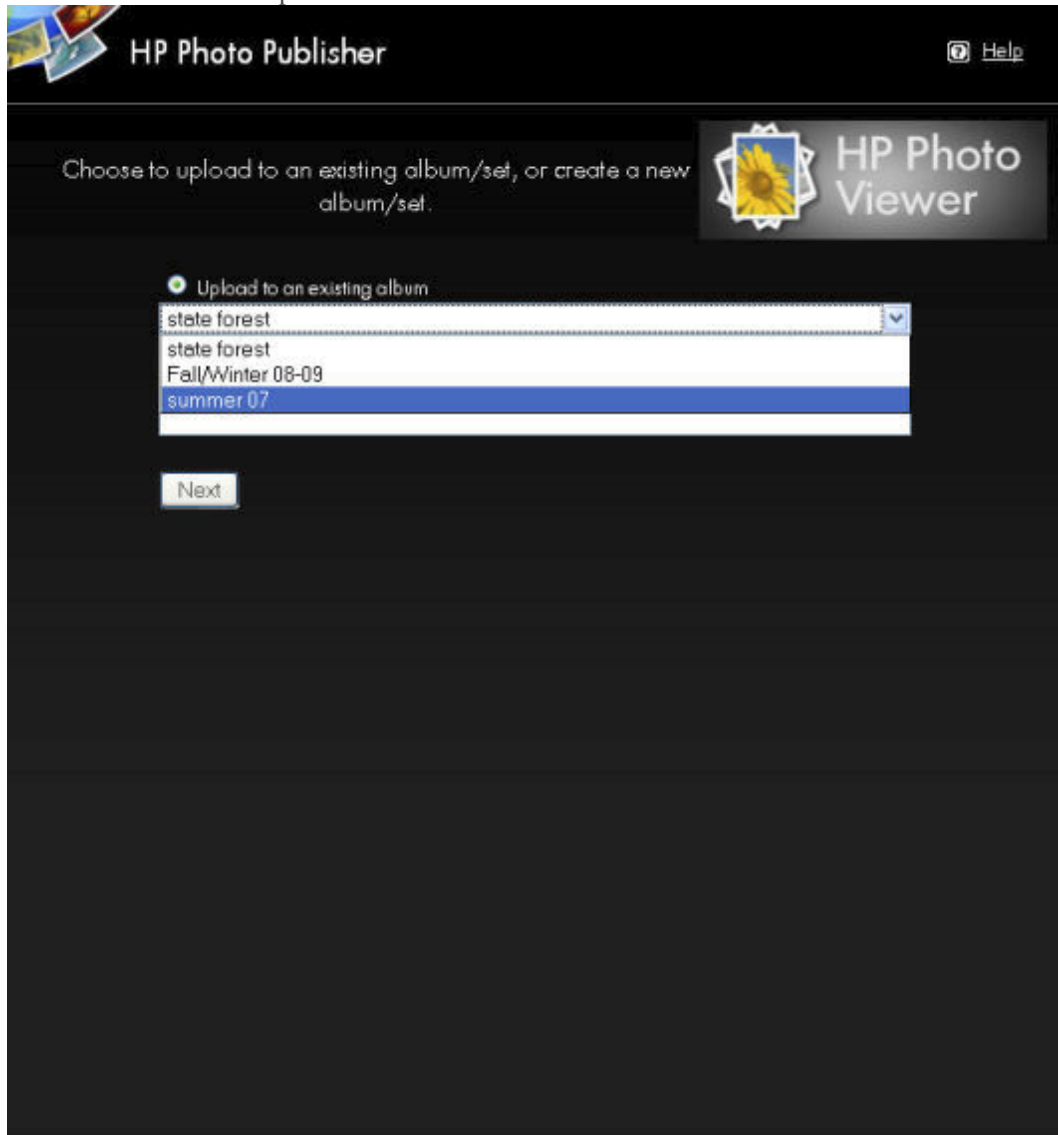 HP Photo Publisher
Help
Choose to upload to an existing album/set, or create a new
album/set.
HP Photo
Viewer
Upload to an existing album
state forest
state forest
Fall/Winter 08-09
summer 07
Next